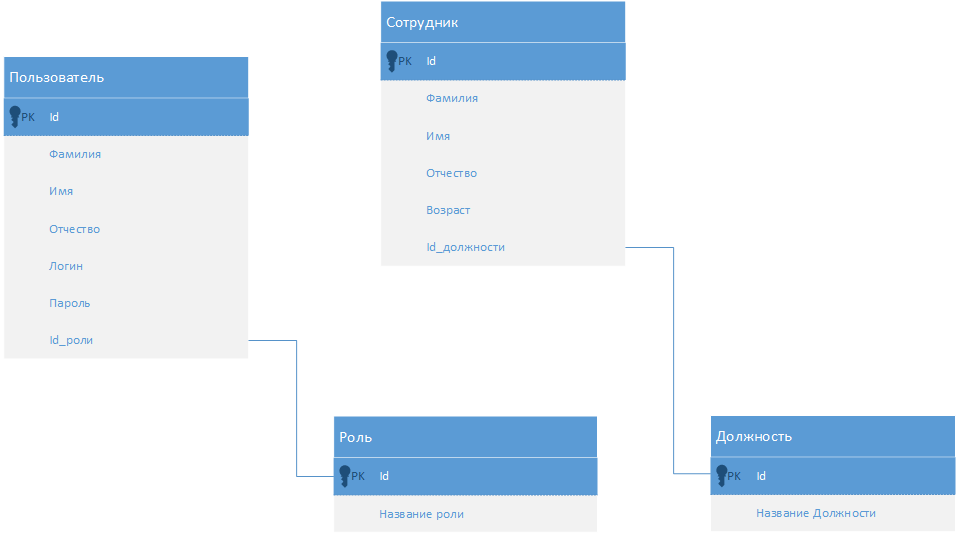 Пользователь
PK Id
Фамилия
Имя
Отчество
Логин
Пароль
Id_роли
Сотрудник
PK Id
Фамилия
Имя
Отчество
Возраст
Id_должности
Роль
PK Id
Название роли
Должность
PK Id
Название Должности